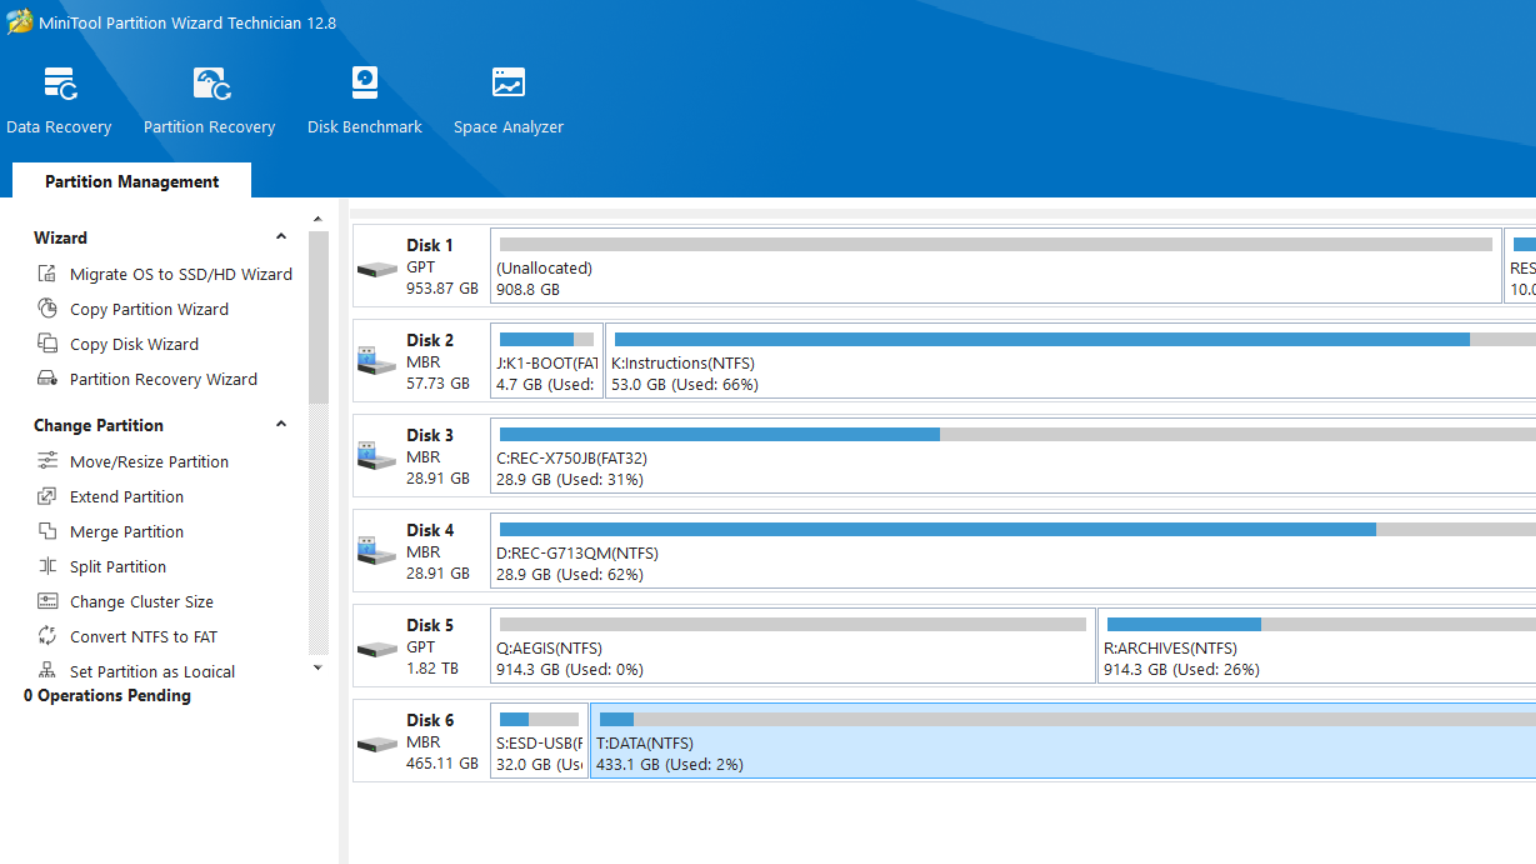 MiniTool Partition Wizard Technician 12.8
Data Recovery
Partition Recovery
Disk Benchmark
Space Analyzer
Partition Management
Wizard
Migrate OS to SSD/HD Wizard
Copy Partition Wizard
Copy Disk Wizard
Partition Recovery Wizard
Change Partition
Move/Resize Partition
Extend Partition
Merge Partition
Split Partition
Change Cluster Size
Convert NTFS to FAT
Set Partition as Logical
0 Operations Pending
Disk 1
GPT
953.87 GB
(Unallocated)
908.8 GB
RES
10.0
Disk 2
MBR
57.73 GB
J:K1-BOOT(FAT
4.7 GB (Used:
K:Instructions(NTFS)
53.0 GB (Used: 66%)
Disk 3
MBR
28.91 GB
C:REC-X750JB(FAT32)
28.9 GB (Used: 31%)
Disk 4
MBR
28.91 GB
D:REC-G713QM(NTFS)
28.9 GB (Used: 62%)
Disk 5
GPT
1.82 TB
Q:AEGIS(NTFS)
914.3 GB (Used: 0%)
R:ARCHIVES(NTFS)
914.3 GB (Used: 26%)
Disk 6
MBR
465.11 GB
S:ESD-USB(F
32.0 GB (Use
T:DATA(NTFS)
433.1 GB (Used: 2%)